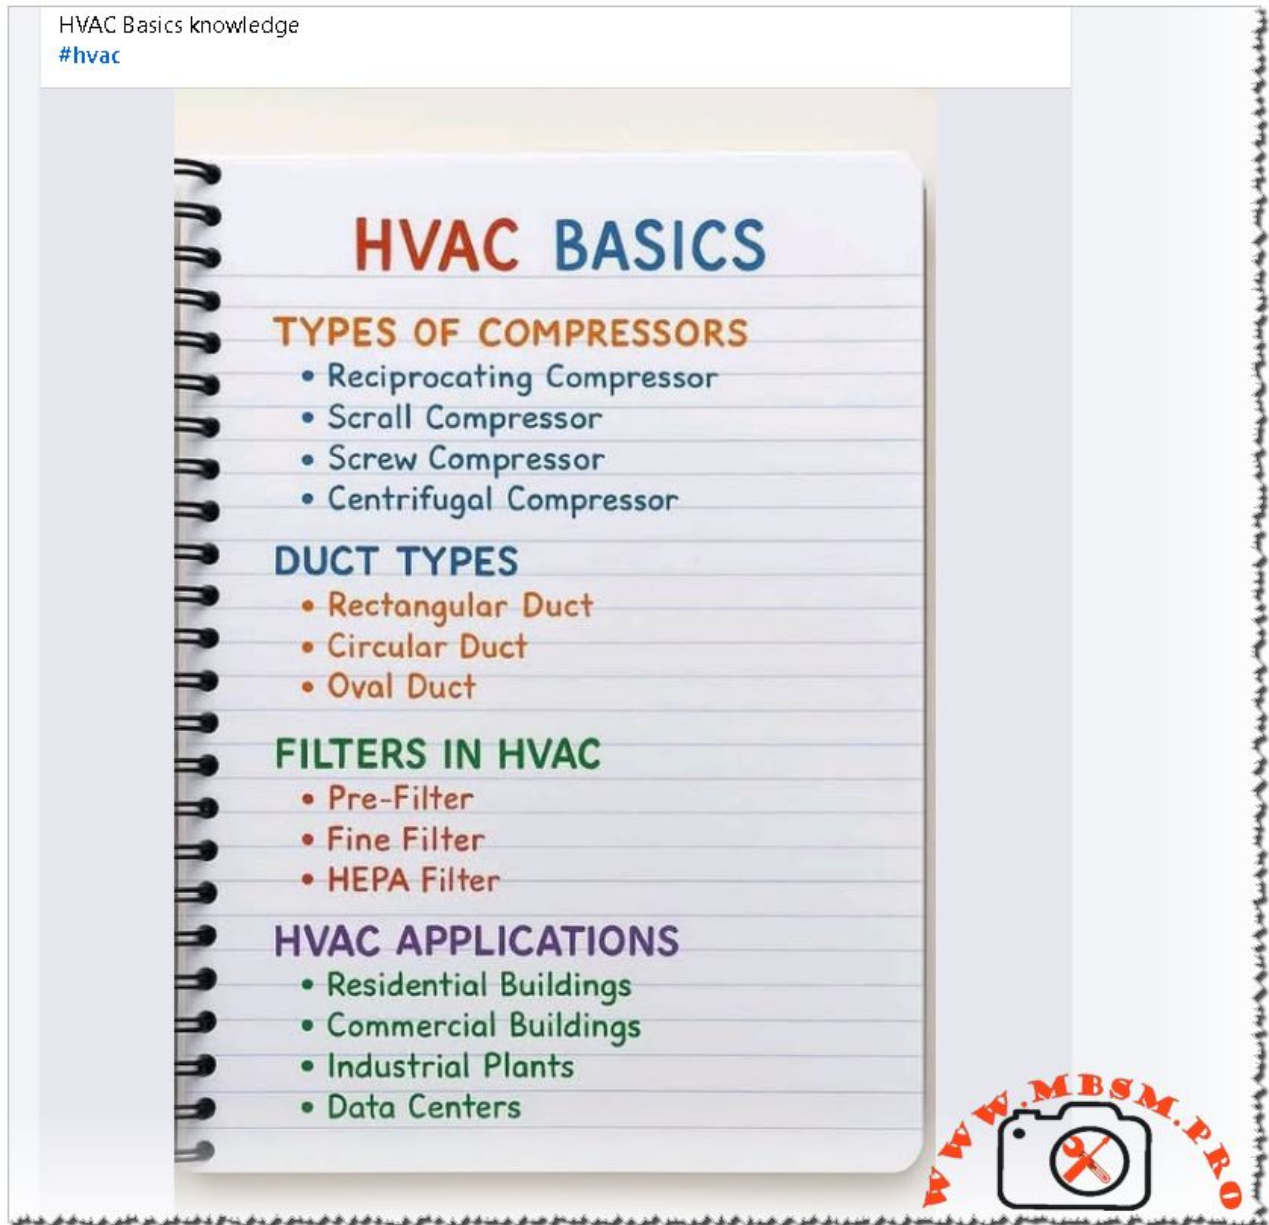 HVAC Basics knowledge
#hvac
HVAC BASICS
TYPES OF COMPRESSORS
• Reciprocating Compressor
• Scrall Compressor
• Screw Compressor
• Centrifugal Compressor
DUCT TYPES
• Rectangular Duct
• Circular Duct
• Oval Duct
FILTERS IN HVAC
• Pre-Filter
• Fine Filter
• HEPA Filter
HVAC APPLICATIONS
• Residential Buildings
• Commercial Buildings
• Industrial Plants
• Data Centers
WWW.MBSM.PRO